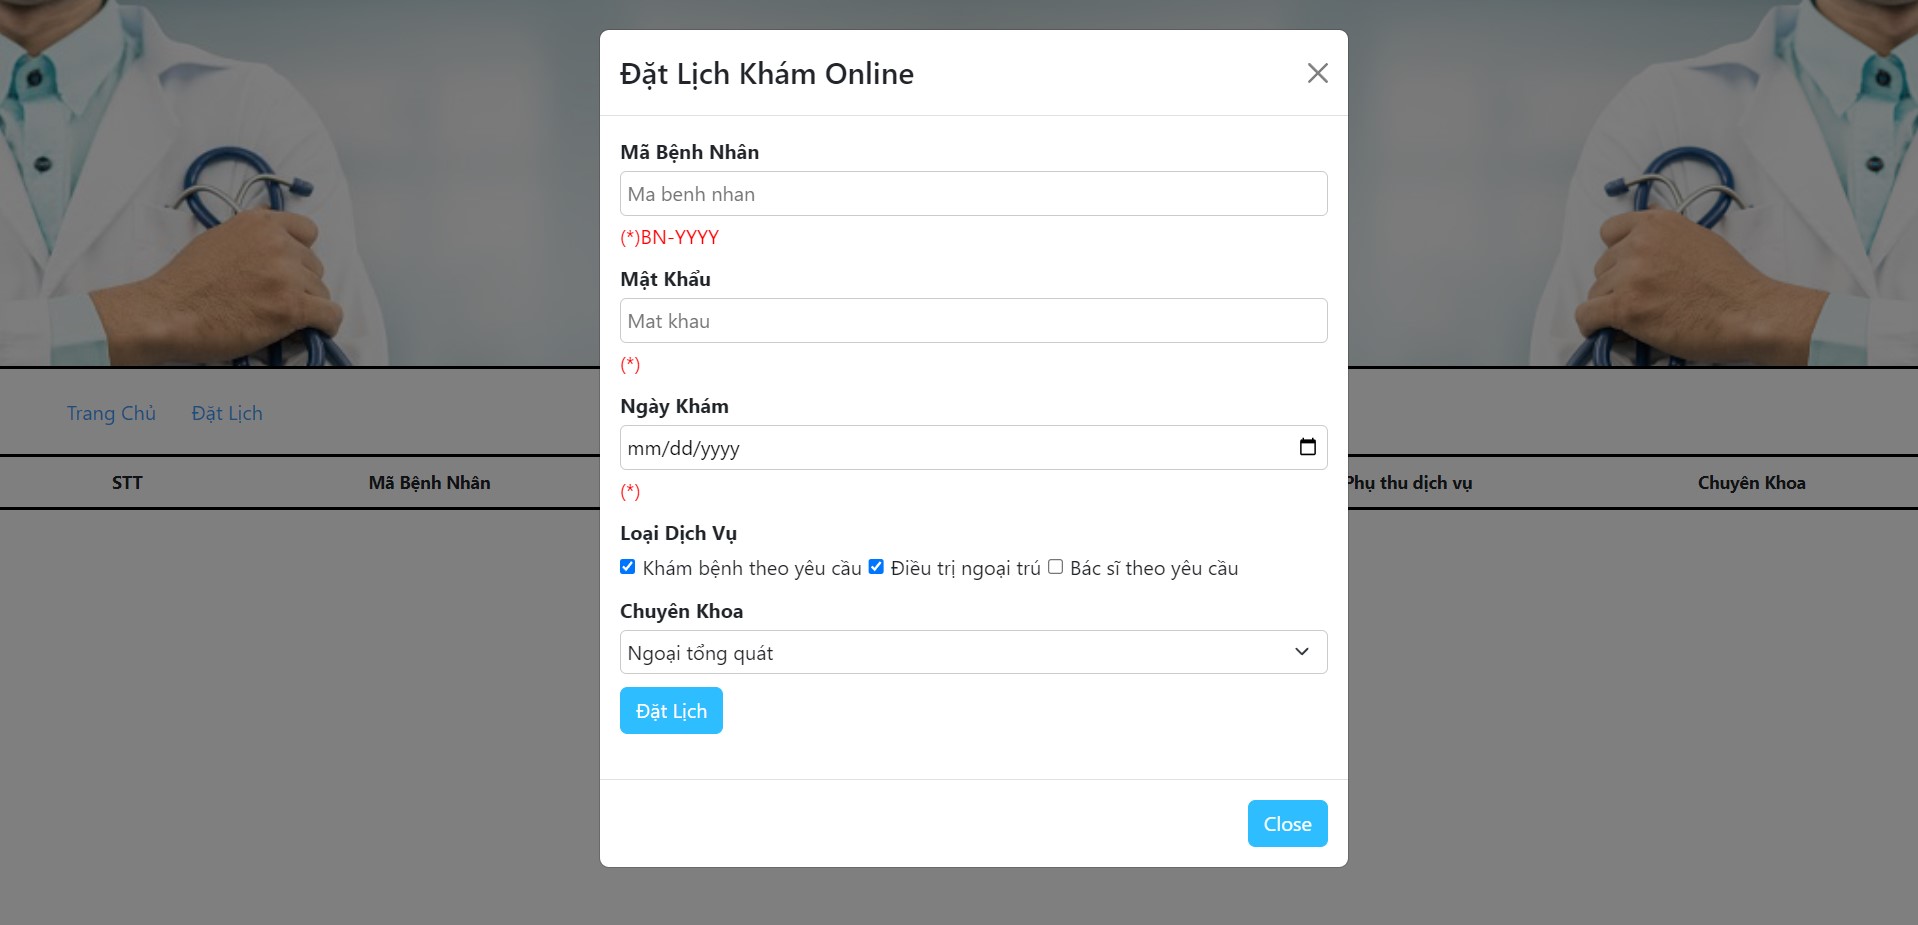 Đặt Lịch Khám Online
Mã Bệnh Nhân
Ma benh nhan
(*)BN-YYYY
Mật Khẩu
Mat khau
(*)
Ngày Khám
mm/dd/yyyy
(*)
Loại Dịch Vụ
Khám bệnh theo yêu cầu Điều trị ngoại trú Bác sĩ theo yêu cầu
Chuyên Khoa
Ngoại tổng quát
Đặt Lịch
Close
Trang Chủ Đặt Lịch
STT Mã Bệnh Nhân Phụ thu dịch vụ Chuyên Khoa